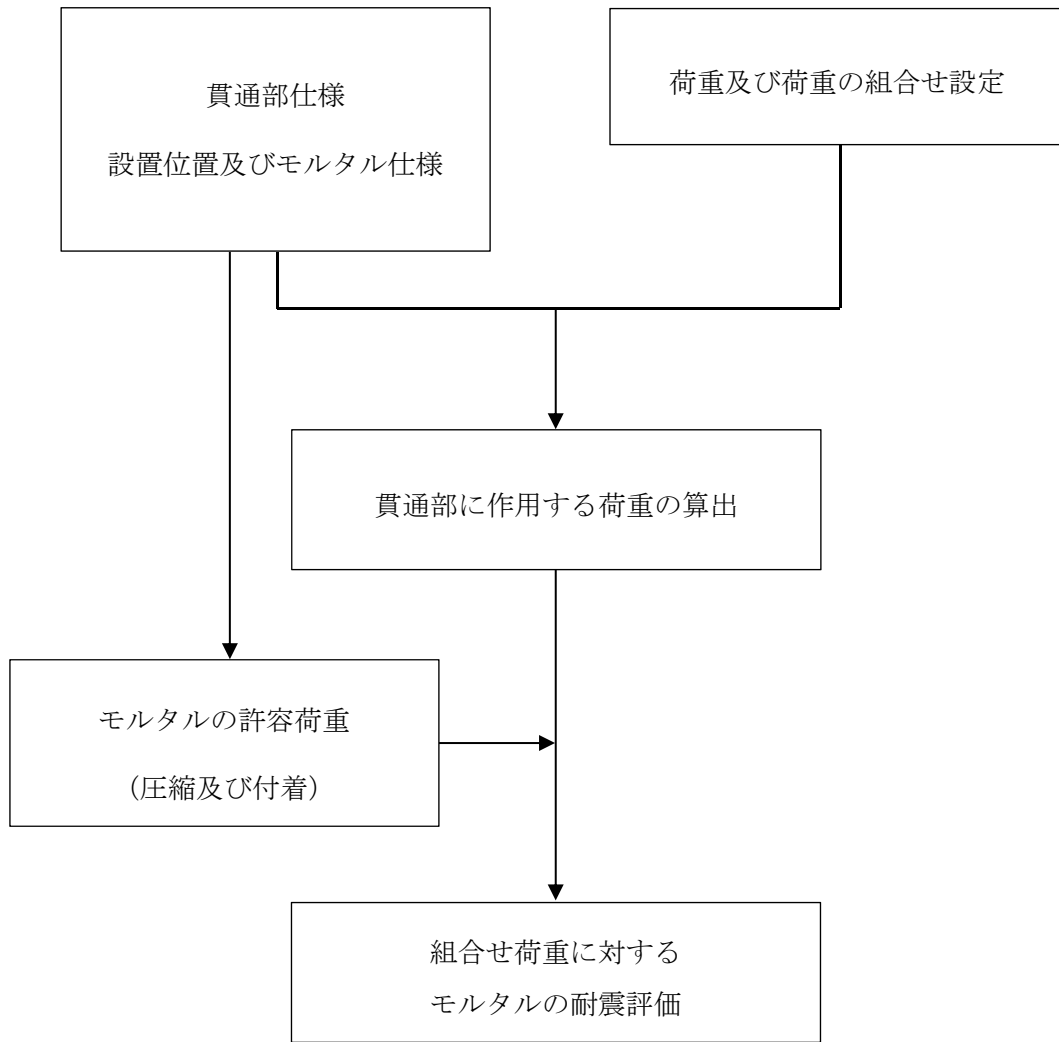 貫通部仕様
設置位置及びモルタル仕様
荷重及び荷重の組合せ設定
貫通部に作用する荷重の算出
モルタルの許容荷重
（圧縮及び付着）
組合せ荷重に対する
モルタルの耐震評価